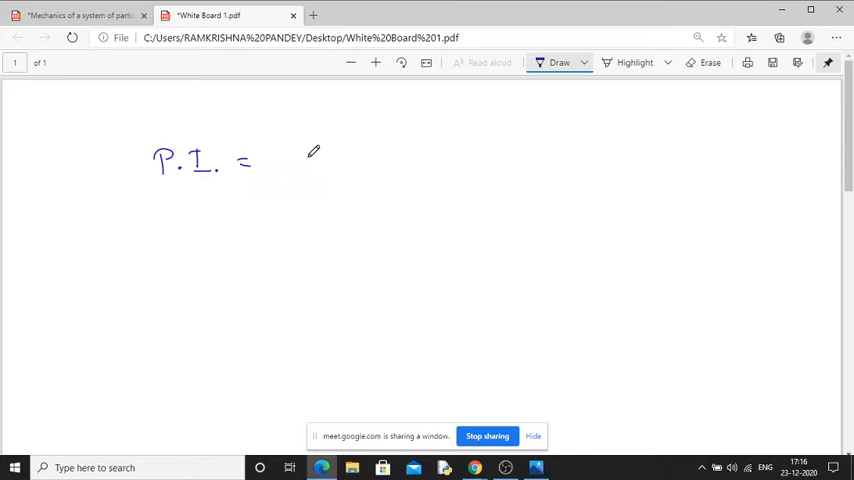 *Mechanics of a system of partic
*White Board 1.pdf
File
C:/Users/RAMKRISHNA%20PANDEY/Desktop/White%20Board%201.pdf
1 of 1
Read aloud
Draw
Highlight
Erase
P.I. =
meet.google.com is sharing a window.
Stop sharing
Hide
Type here to search
ENG
17:16
23-12-2020